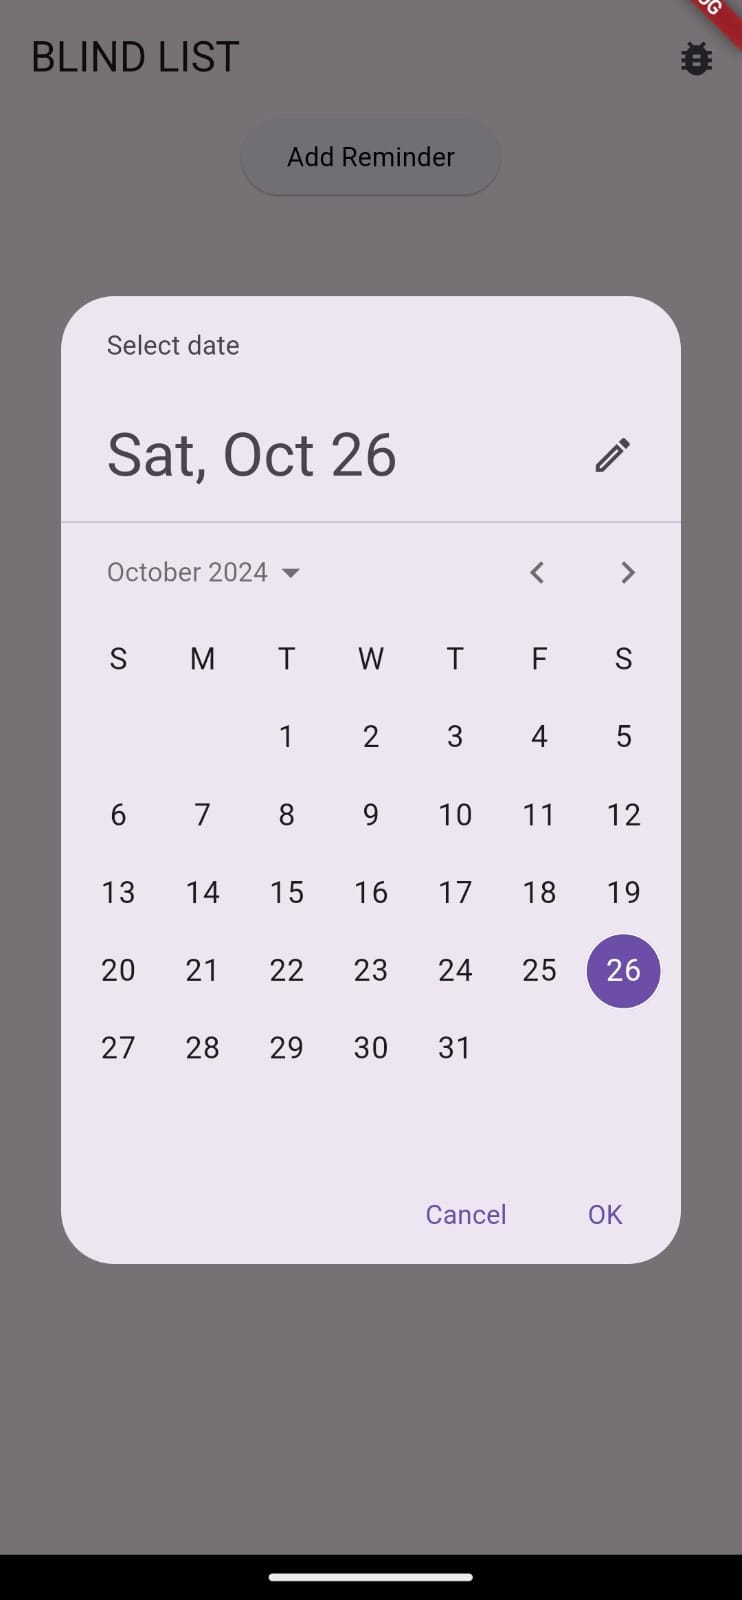 BLIND LIST
Add Reminder
Select date
Sat, Oct 26
October 2024
S M T W T F S
1 2 3 4 5
6 7 8 9 10 11 12
13 14 15 16 17 18 19
20 21 22 23 24 25 26
27 28 29 30 31
Cancel OK